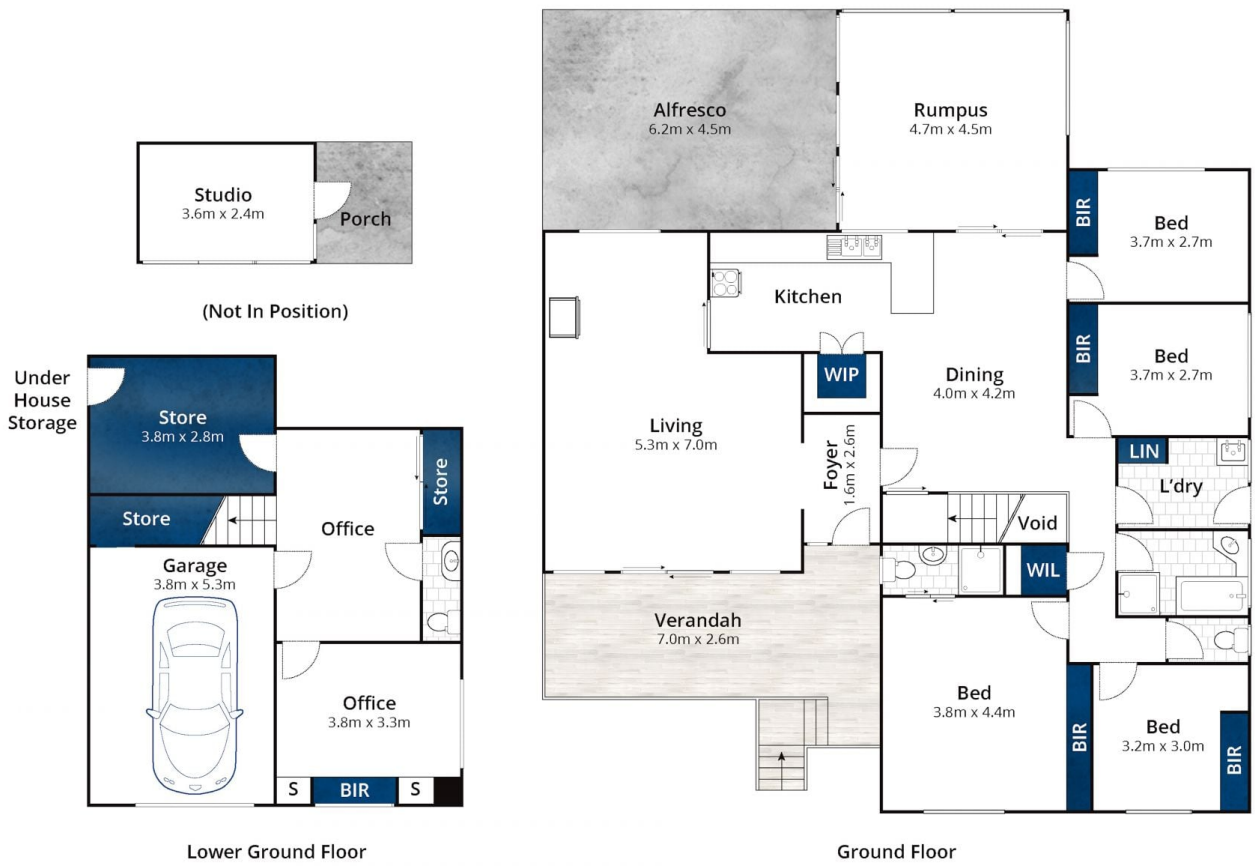 Studio
3.6m x 2.4m
Porch
(Not In Position)
Under
House
Storage
Store
3.8m x 2.8m
Store
Store
Office
Garage
3.8m x 5.3m
Office
3.8m x 3.3m
S
BIR
S
Lower Ground Floor
Alfresco
6.2m x 4.5m
Rumpus
4.7m x 4.5m
BIR
Bed
3.7m x 2.7m
Kitchen
BIR
Bed
3.7m x 2.7m
WIP
Dining
4.0m x 4.2m
Living
5.3m x 7.0m
Foyer
1.6m x 2.6m
LIN
L'dry
Void
WIL
Verandah
7.0m x 2.6m
Bed
3.8m x 4.4m
BIR
Bed
3.2m x 3.0m
BIR
Ground Floor